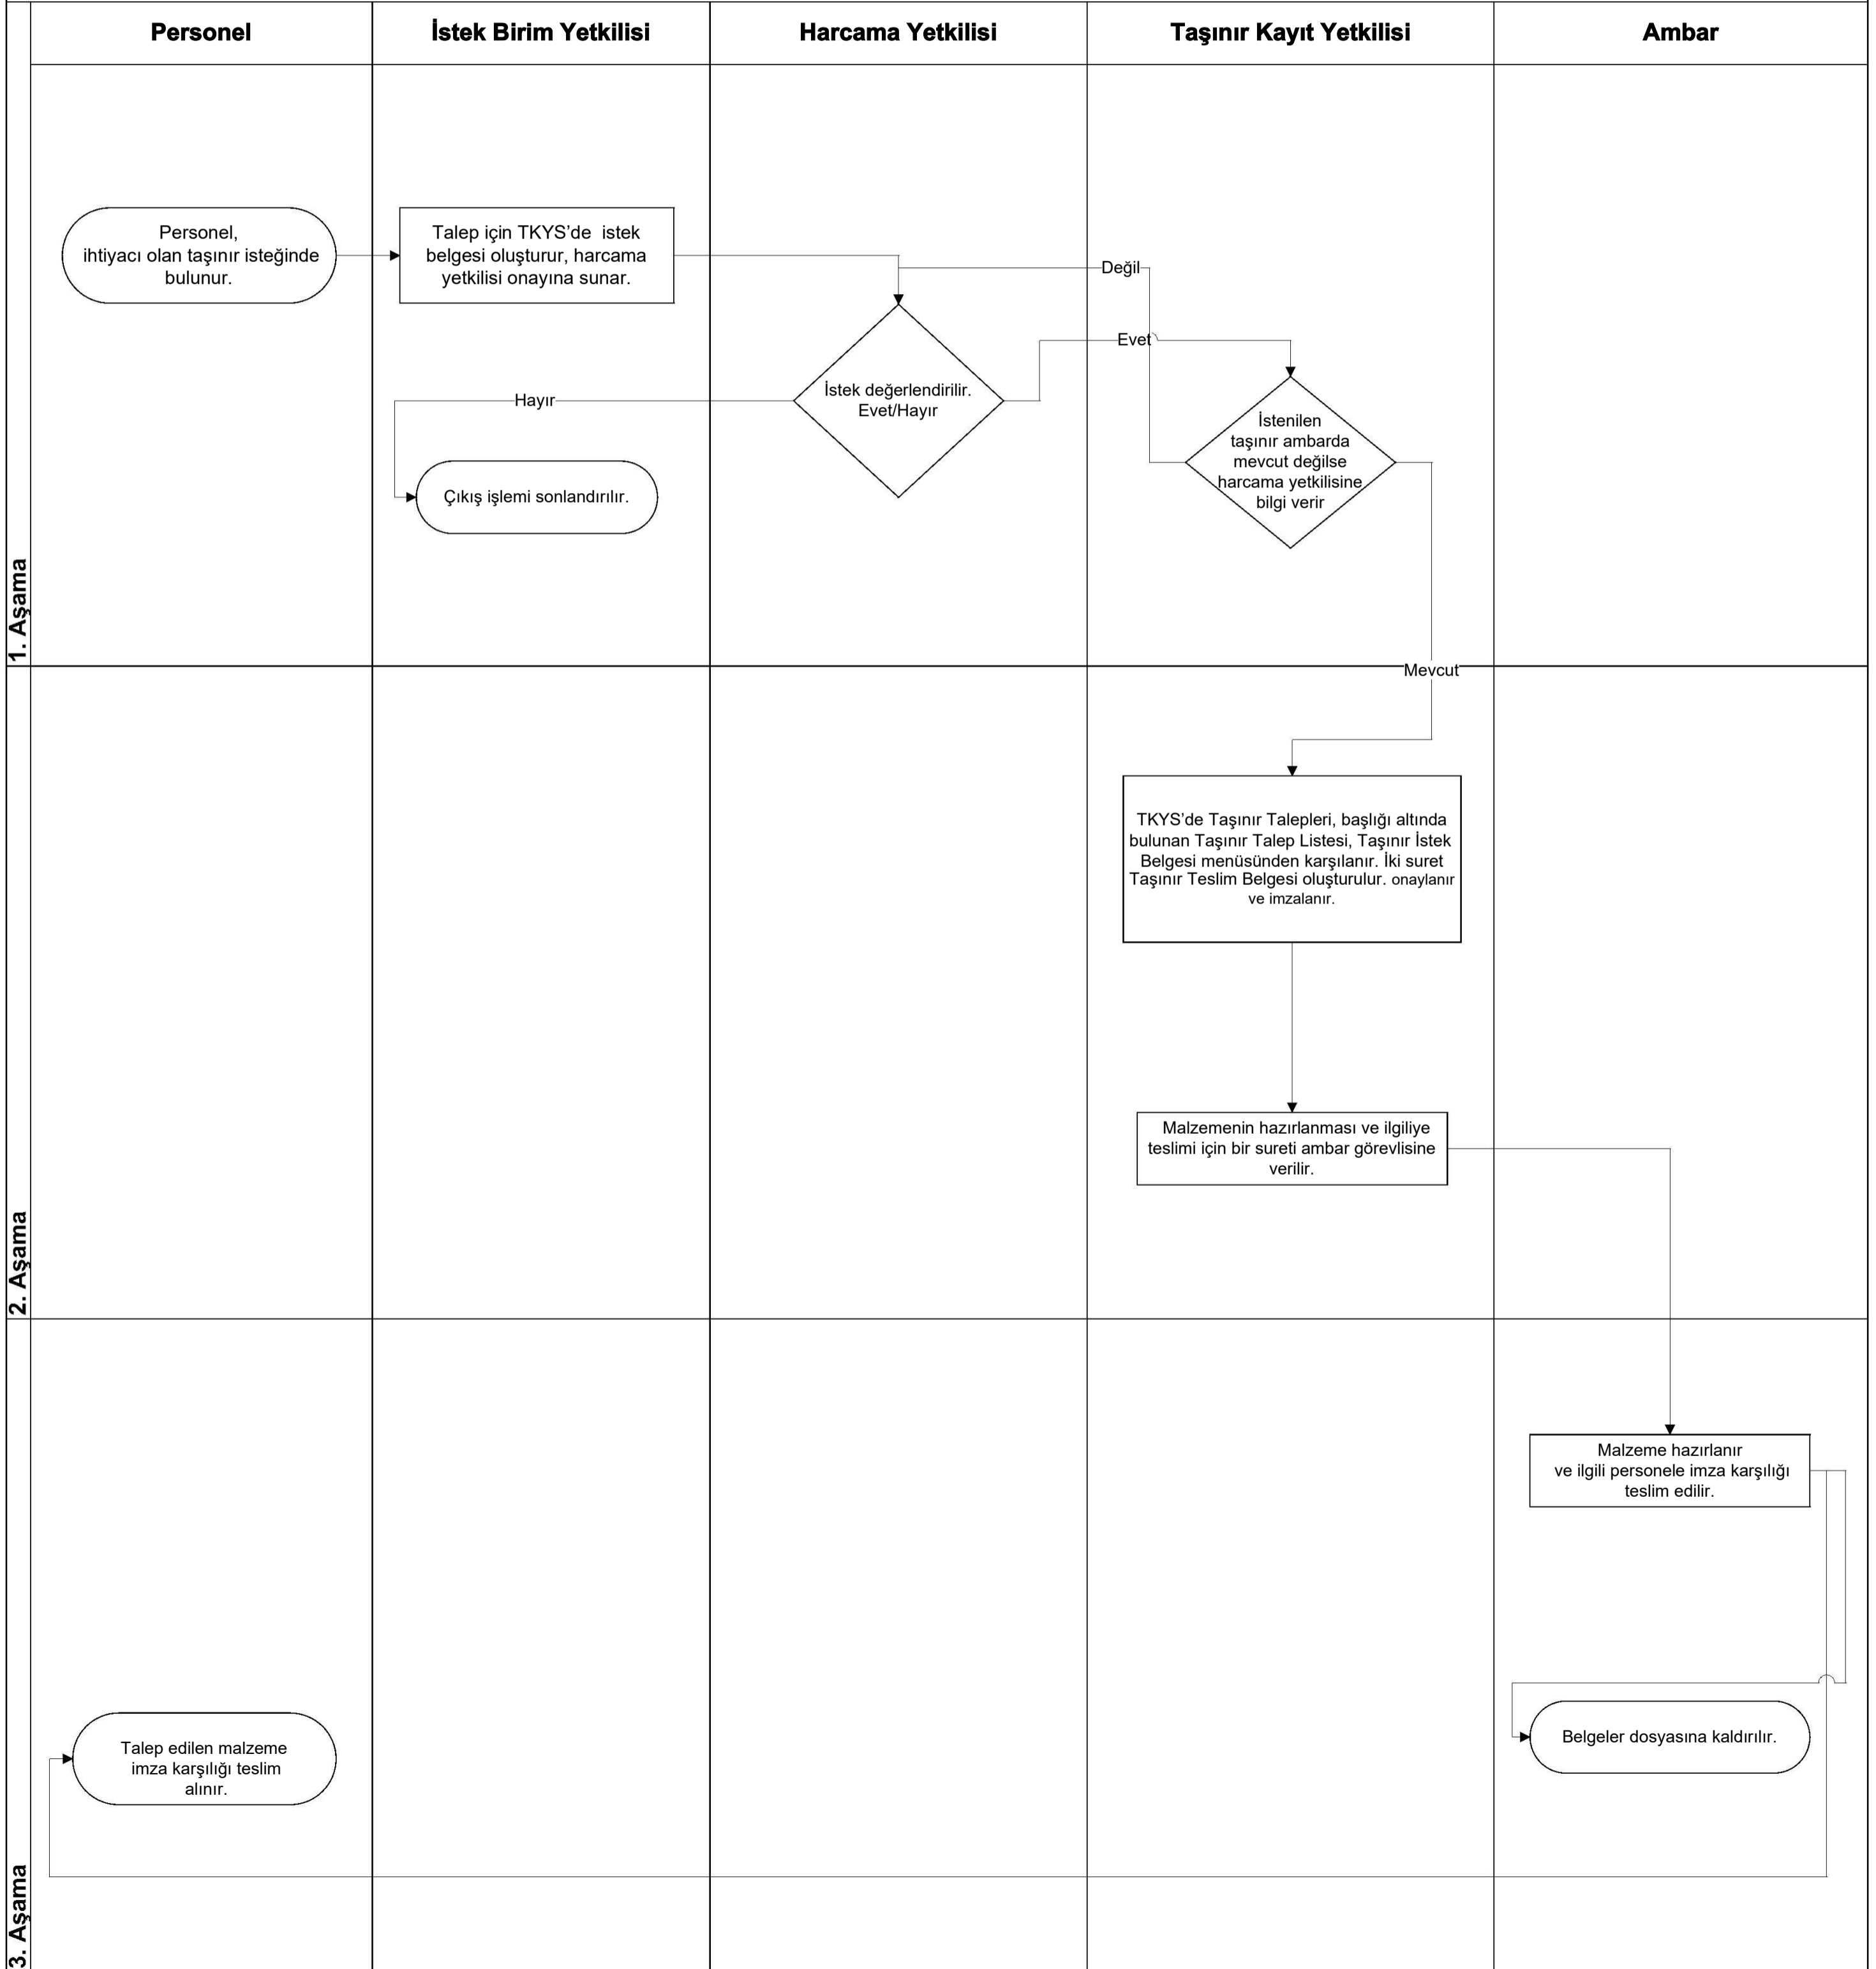 Personel
İstek Birim Yetkilisi
Harcama Yetkilisi
Taşınır Kayıt Yetkilisi
Ambar
1. Aşama
Personel,
ihtiyacı olan taşınır isteğinde
bulunur.
Talep için TKYS’de istek
belgesi oluşturur, harcama
yetkilisi onayına sunar.
Değil
Evet
Hayır
İstek değerlendirilir.
Evet/Hayır
İstenilen
taşınır ambarda
mevcut değilse
harcama yetkilisine
bilgi verir
Çıkış işlemi sonlandırılır.
Mevcut
2. Aşama
TKYS’de Taşınır Talepleri, başlığı altında
bulunan Taşınır Talep Listesi, Taşınır İstek
Belgesi menüsünden karşılanır. İki suret
Taşınır Teslim Belgesi oluşturulur. onaylanır
ve imzalanır.
Malzemenin hazırlanması ve ilgiliye
teslimi için bir sureti ambar görevlisine
verilir.
3. Aşama
Malzeme hazırlanır
ve ilgili personele imza karşılığı
teslim edilir.
Belgeler dosyasına kaldırılır.
Talep edilen malzeme
imza karşılığı teslim
alınır.